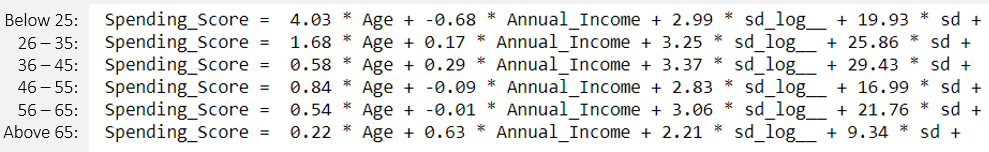 Below 25: Spending_Score = 4.03 * Age + -0.68 * Annual_Income + 2.99 * sd_log__ + 19.93 * sd +
26 – 35: Spending_Score = 1.68 * Age + 0.17 * Annual_Income + 3.25 * sd_log__ + 25.86 * sd +
36 – 45: Spending_Score = 0.58 * Age + 0.29 * Annual_Income + 3.37 * sd_log__ + 29.43 * sd +
46 – 55: Spending_Score = 0.84 * Age + -0.09 * Annual_Income + 2.83 * sd_log__ + 16.99 * sd +
56 – 65: Spending_Score = 0.54 * Age + -0.01 * Annual_Income + 3.06 * sd_log__ + 21.76 * sd +
Above 65: Spending_Score = 0.22 * Age + 0.63 * Annual_Income + 2.21 * sd_log__ + 9.34 * sd +